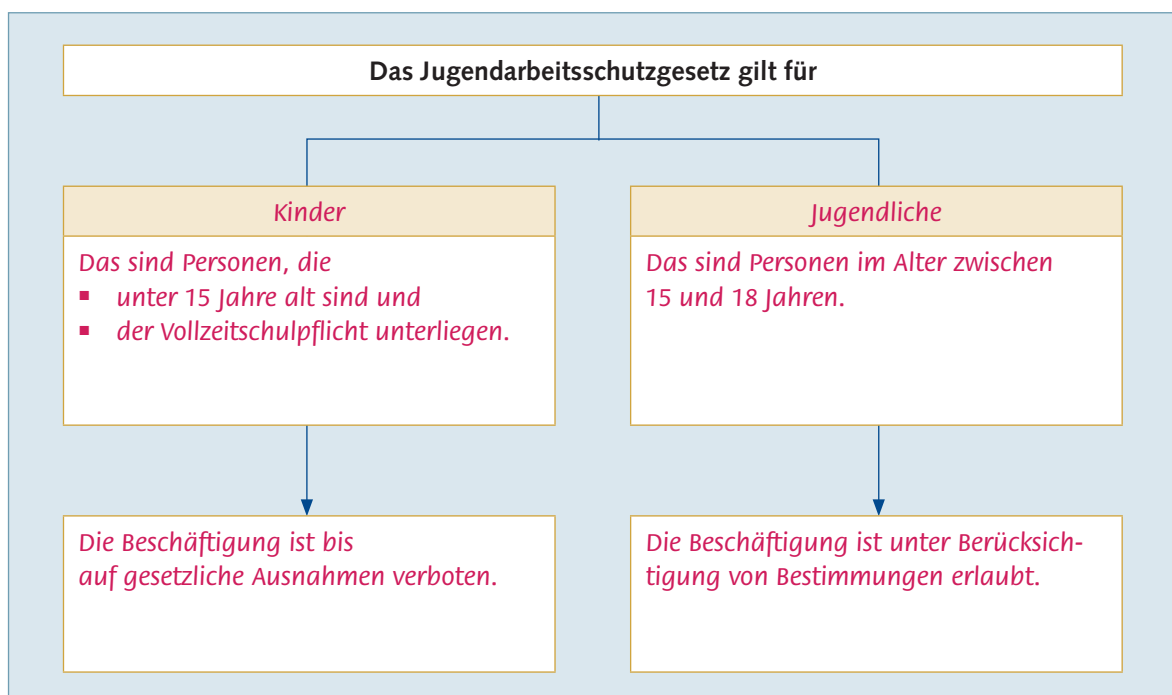 Das Jugendarbeitsschutzgesetz gilt für
Kinder
Das sind Personen, die
▪ unter 15 Jahre alt sind und
▪ der Vollzeitschulpflicht unterliegen.
Jugendliche
Das sind Personen im Alter zwischen
15 und 18 Jahren.
Die Beschäftigung ist bis
auf gesetzliche Ausnahmen verboten.
Die Beschäftigung ist unter Berücksich-
tigung von Bestimmungen erlaubt.